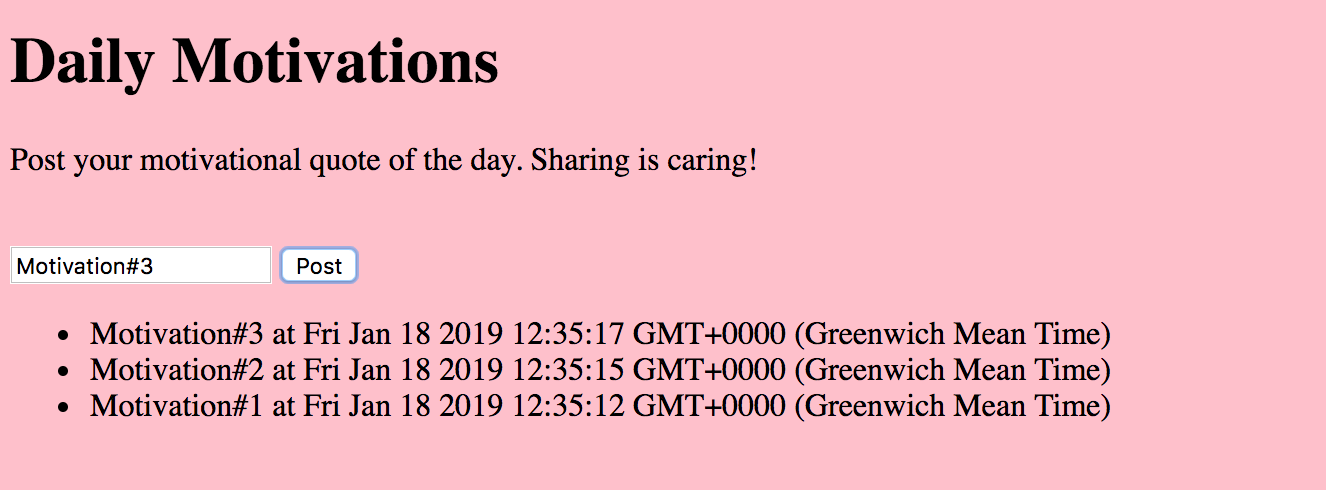 Daily Motivations
Post your motivational quote of the day. Sharing is caring!
Motivation#3 Post
• Motivation#3 at Fri Jan 18 2019 12:35:17 GMT+0000 (Greenwich Mean Time)
• Motivation#2 at Fri Jan 18 2019 12:35:15 GMT+0000 (Greenwich Mean Time)
• Motivation#1 at Fri Jan 18 2019 12:35:12 GMT+0000 (Greenwich Mean Time)